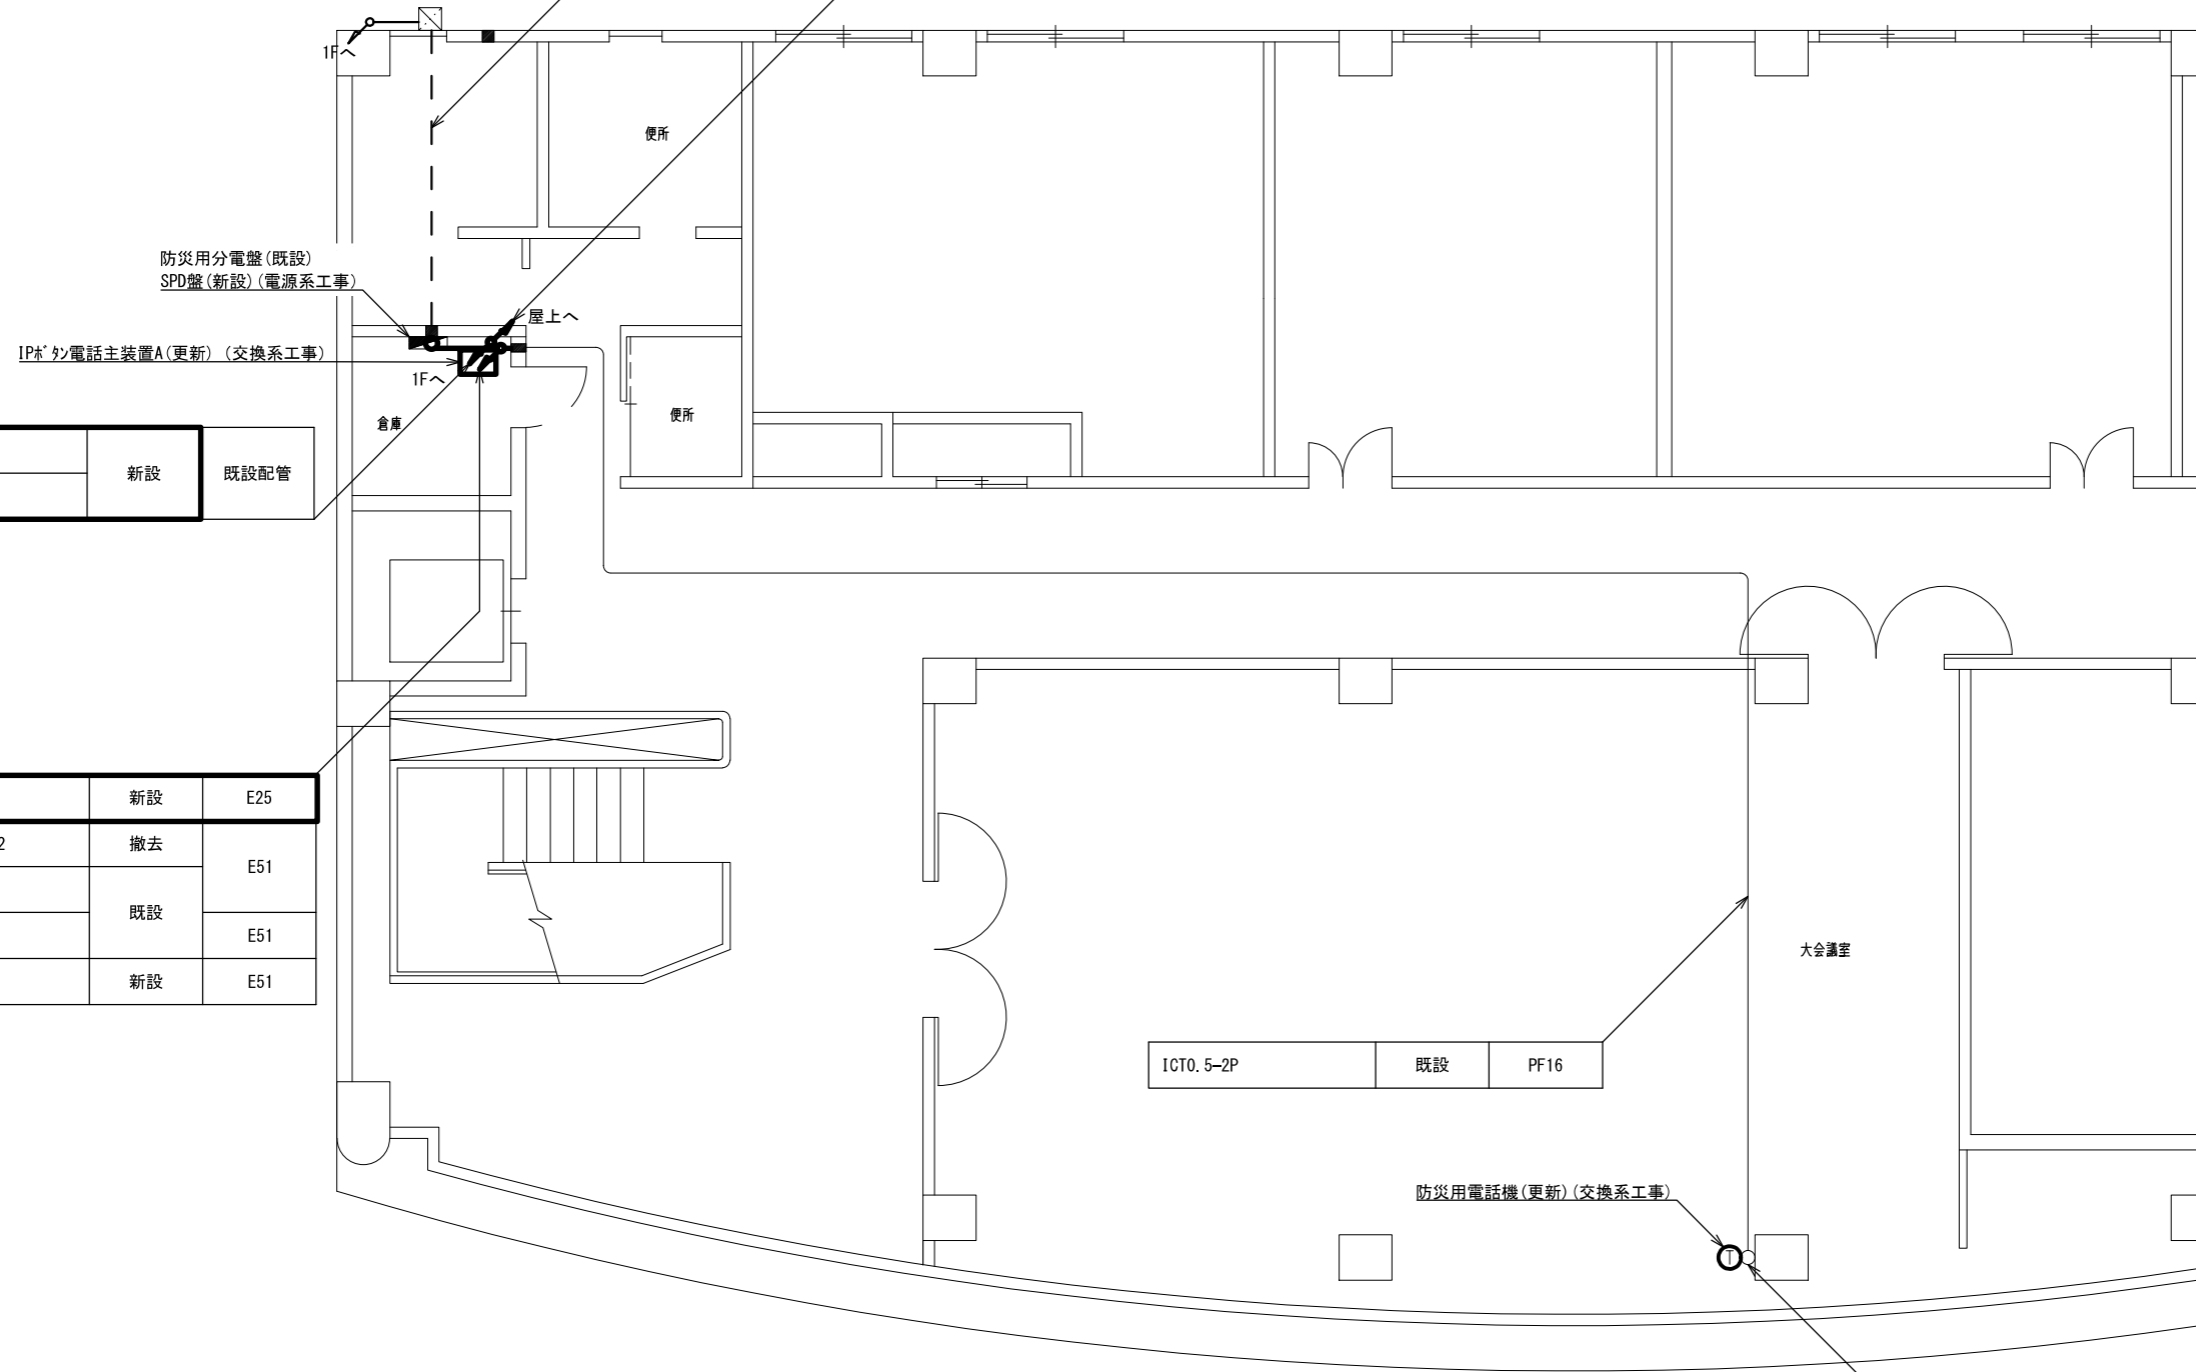 1Fへ
便所
防災用分電盤(既設)
SPD盤(新設)(電源系工事)
屋上へ
IPボタン電話主装置A(更新) (交換系工事)
1Fへ
倉庫
便所
新設 既設配管
新設 E25
2 撤去 E51
既設
E51
新設 E51
大会議室
ICT0.5-2P 既設 PF16
防災用電話機(更新)(交換系工事)
T